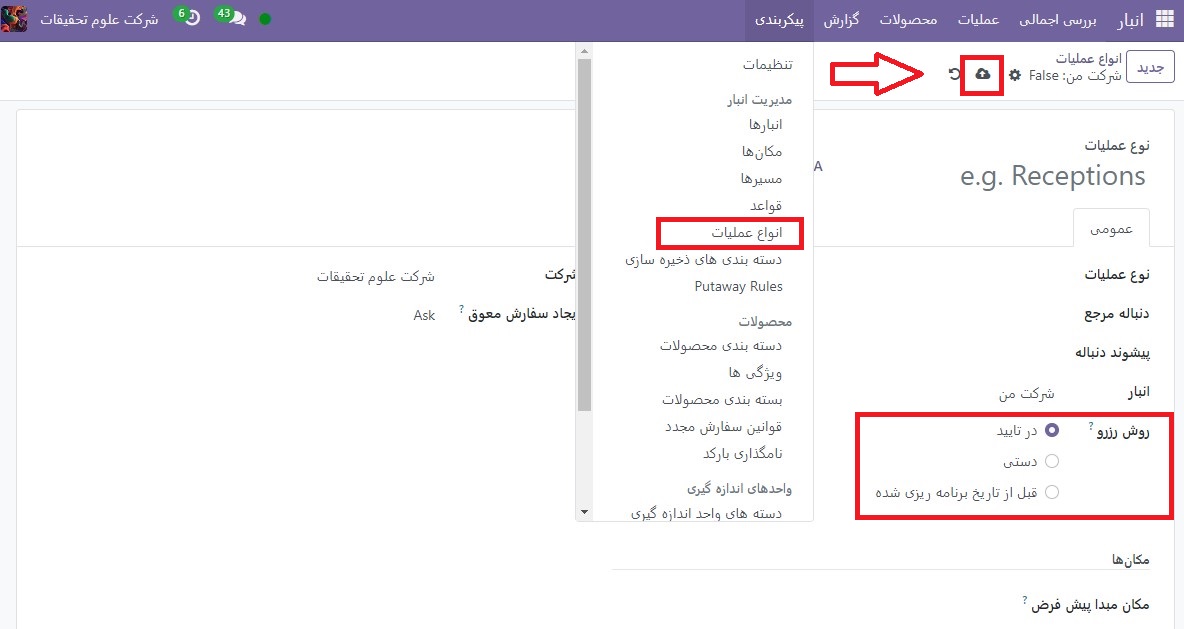 انبار
بررسی اجمالی
عملیات
محصولات
گزارش
پیکربندی
43
6
شرکت علوم تحقیقات
جدید
انواع عملیات
شرکت من: False
نوع عملیات
e.g. Receptions
A
عمومی
نوع عملیات
دنباله مرجع
پیشوند دنباله
انبار
شرکت من
روش رزرو ?
در تایید
دستی
قبل از تاریخ برنامه ریزی شده
مکان‌ها
مکان مبدا پیش فرض ?
تنظیمات
مدیریت انبار
انبارها
مکان‌ها
مسیرها
قواعد
انواع عملیات
دسته بندی های ذخیره سازی
Putaway Rules
محصولات
دسته بندی محصولات
ویژگی ها
بسته بندی محصولات
قوانین سفارش مجدد
نامگذاری بارکد
واحدهای اندازه گیری
دسته های واحد اندازه گیری
شرکت
شرکت علوم تحقیقات
یجاد سفارش معوق ?
Ask